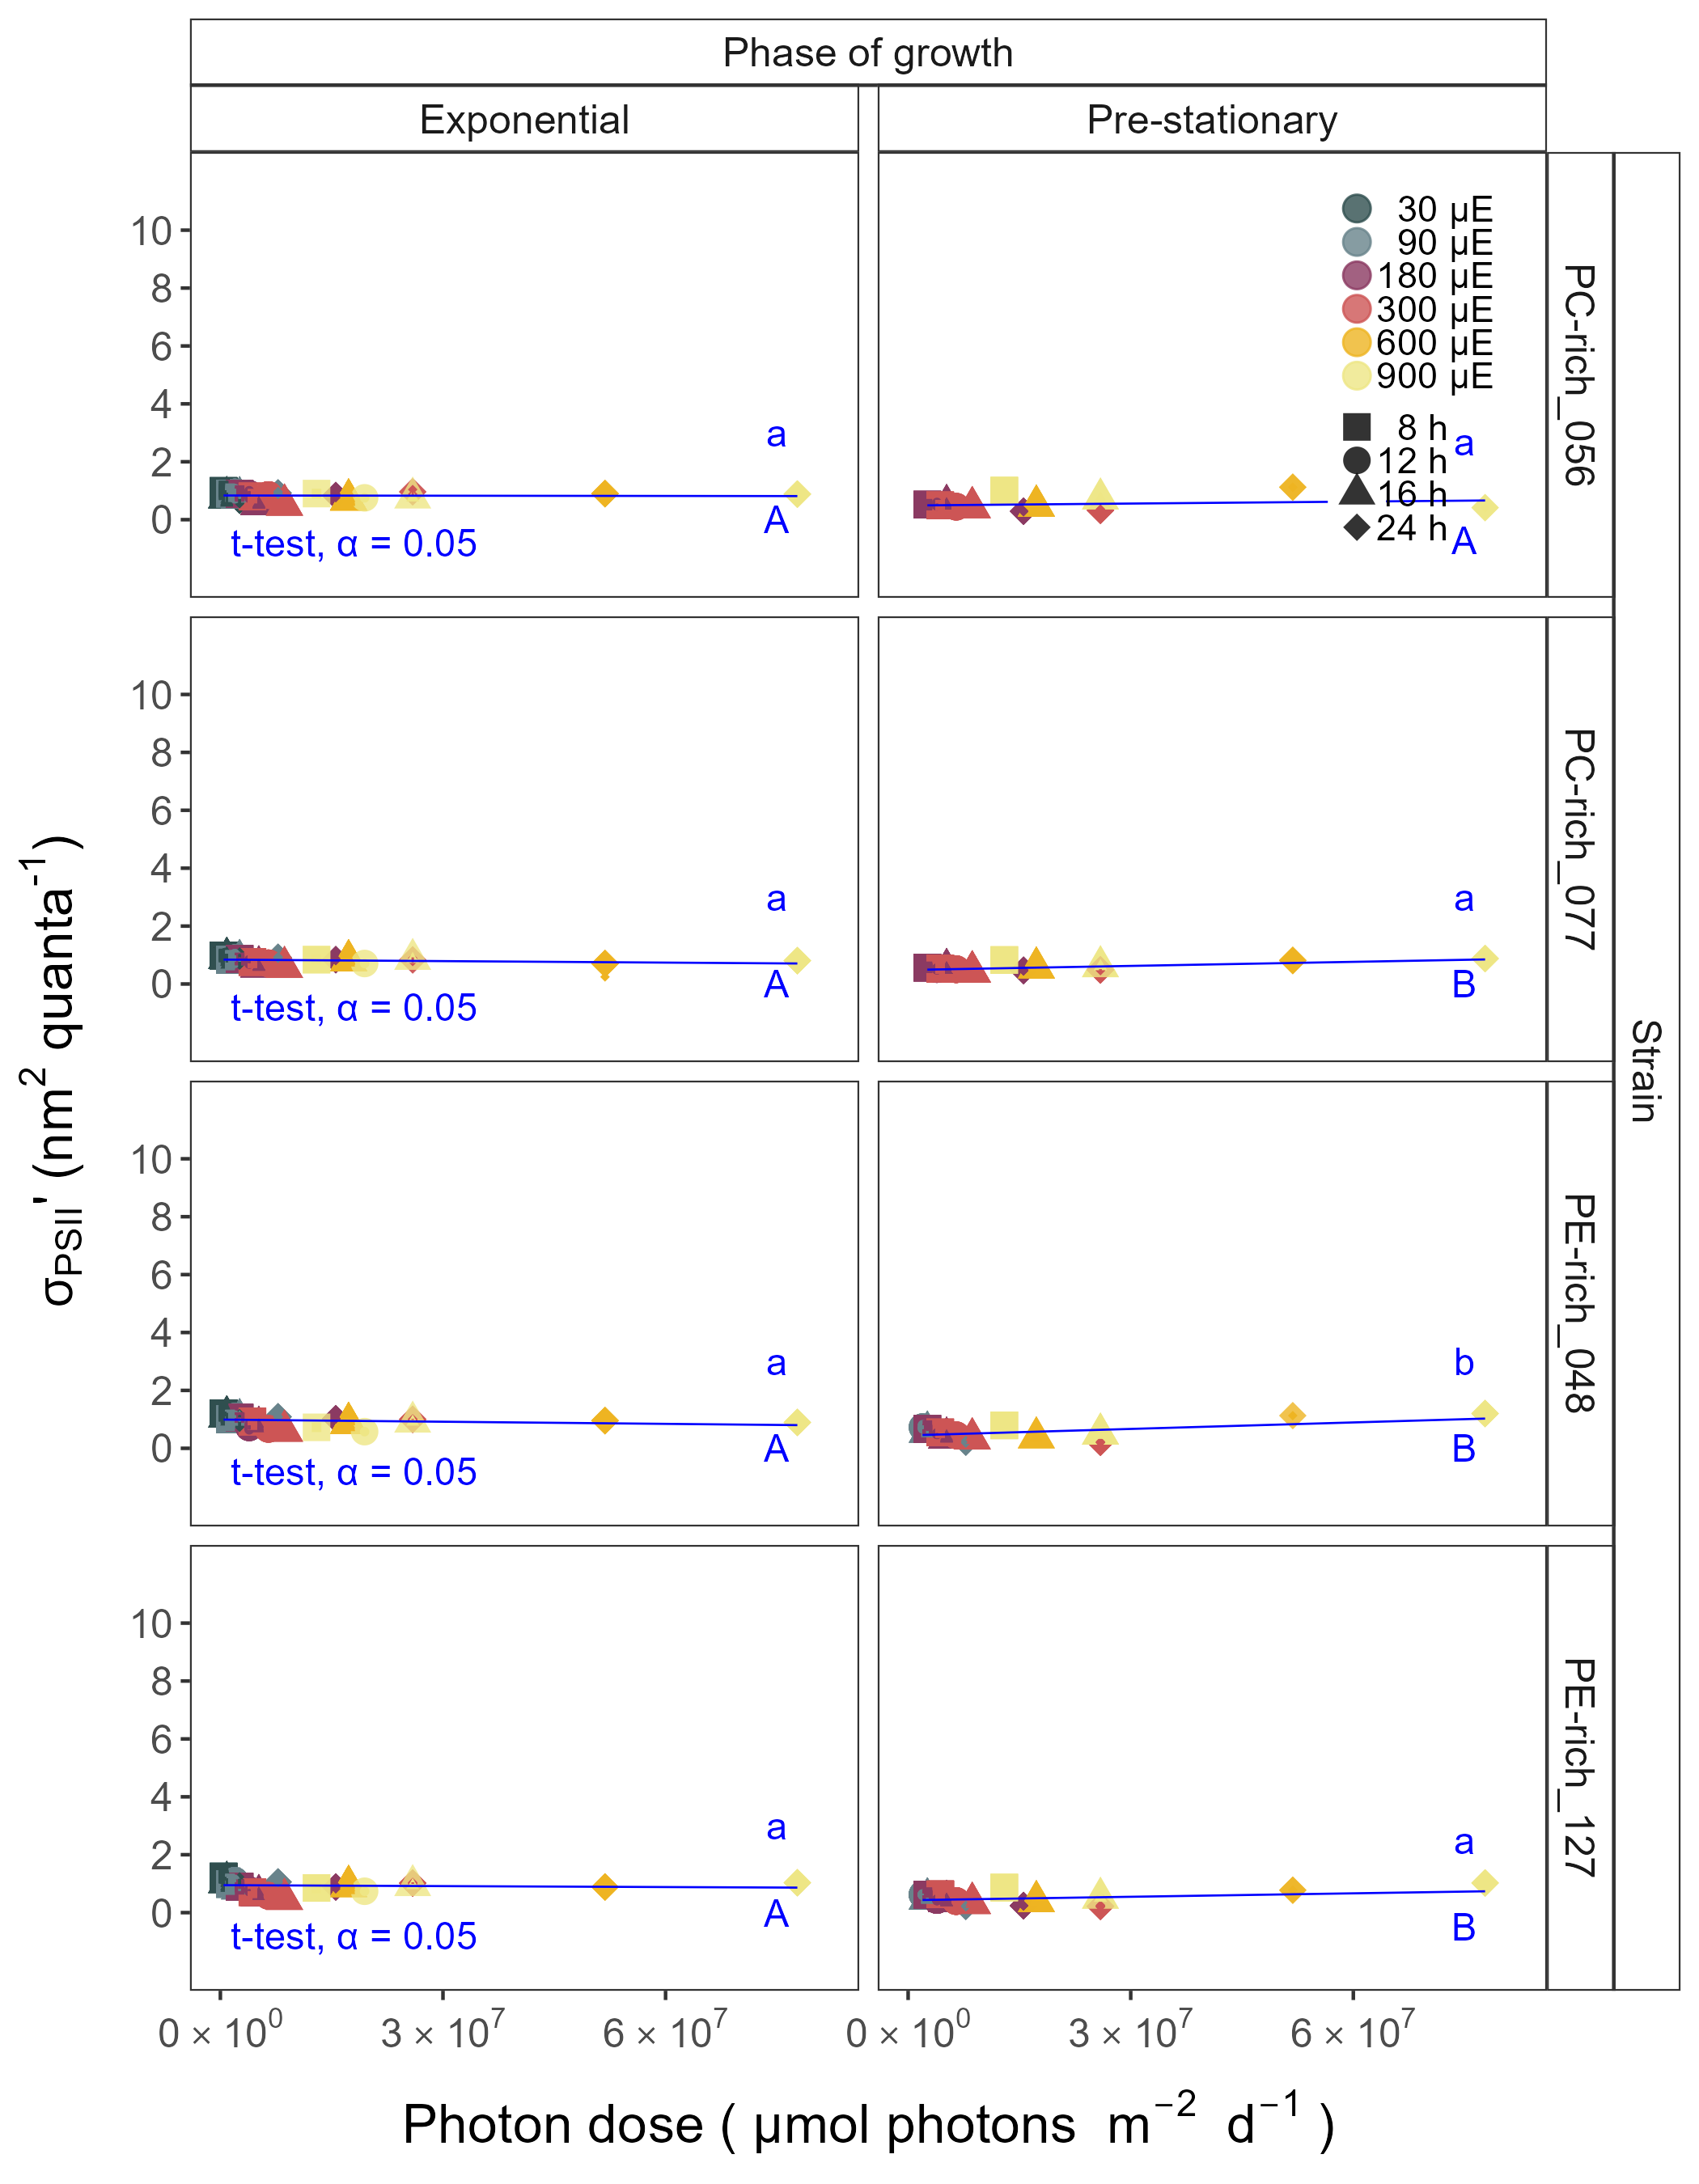 Phase of growth
Exponential
Pre-stationary
10
8
6
4
2
0
a
A
t-test, α = 0.05
30 µE
90 µE
180 µE
300 µE
600 µE
900 µE
8 h
12 h
16 h
24 h
a
A
PC-rich_056
10
8
6
4
2
0
a
A
t-test, α = 0.05
a
B
PC-rich_077
10
8
6
4
2
0
a
A
t-test, α = 0.05
b
B
PE-rich_048
10
8
6
4
2
0
a
A
t-test, α = 0.05
a
B
PE-rich_127
Strain
σPSII' (nm² quanta⁻¹)
0 × 10⁰
3 × 10⁷
6 × 10⁷
0 × 10⁰
3 × 10⁷
6 × 10⁷
Photon dose ( µmol photons m⁻² d⁻¹ )